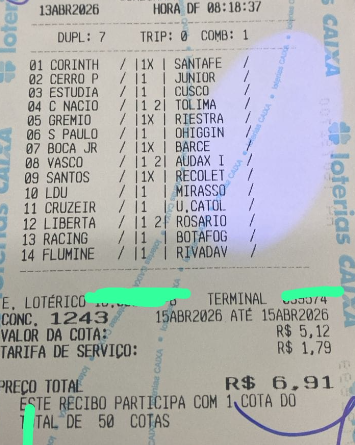 13ABR2026 HORA DF 08:18:37
DUPL: 7 TRIP: 0 COMB: 1
01 CORINTH / |1X | SANTAFE /
02 CERRO P / |1 | JUNIOR /
03 ESTUDIA / |1 | CUSCO /
04 C NACIO / |1 2| TOLIMA /
05 GREMIO / |1X | RIESTRA /
06 S PAULO / |1 | OHIGGIN /
07 BOCA JR / |1X | BARCE /
08 VASCO / |1 2| AUDAX I /
09 SANTOS / |1X | RECOLET /
10 LDU / |1 | MIRASSO /
11 CRUZEIR / |1 | U.CATOL /
12 LIBERTA / |1 2| ROSARIO /
13 RACING / |1 | BOTAFOG /
14 FLUMINE / |1 | RIVADAV /
E. LOTÉRICO TERMINAL
CONC. 1243 15ABR2026 ATÉ 15ABR2026
VALOR DA COTA: R$ 5,12
TARIFA DE SERVIÇO: R$ 1,79
PREÇO TOTAL R$ 6,91
ESTE RECIBO PARTICIPA COM 1 COTA DO
TOTAL DE 50 COTAS
loterias CAIXA